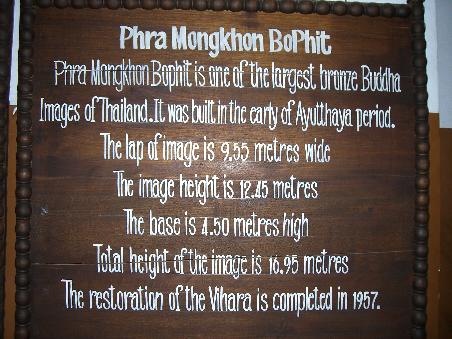 Phra Mongkhon BoPhit
Phra Mongkhon Bophit is one of the largest bronze Buddha
Images of Thailand. It was built in the early of Ayutthaya period.
The lap of image is 9.55 metres wide
The image height is 12.45 metres
The base is 4.50 metres high
Total height of the image is 16.95 metres
The restoration of the Vihara is completed in 1957.